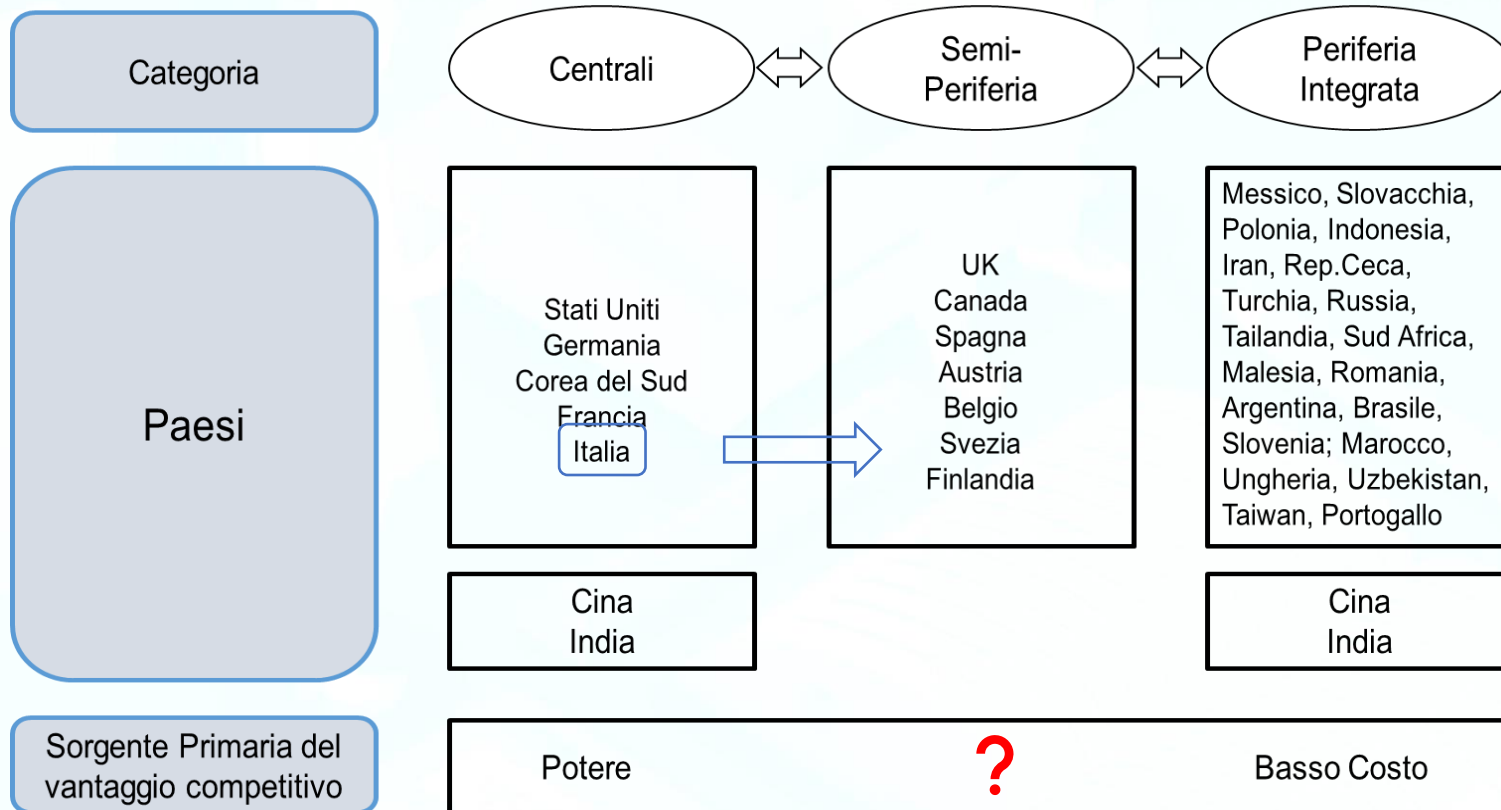 Categoria
Centrali
Semi-
Periferia
Periferia
Integrata
Paesi
Stati Uniti
Germania
Corea del Sud
Francia
Italia
UK
Canada
Spagna
Austria
Belgio
Svezia
Finlandia
Messico, Slovacchia,
Polonia, Indonesia,
Iran, Rep.Ceca,
Turchia, Russia,
Tailandia, Sud Africa,
Malesia, Romania,
Argentina, Brasile,
Slovenia; Marocco,
Ungheria, Uzbekistan,
Taiwan, Portogallo
Cina
India
Cina
India
Sorgente Primaria del
vantaggio competitivo
Potere
?
Basso Costo